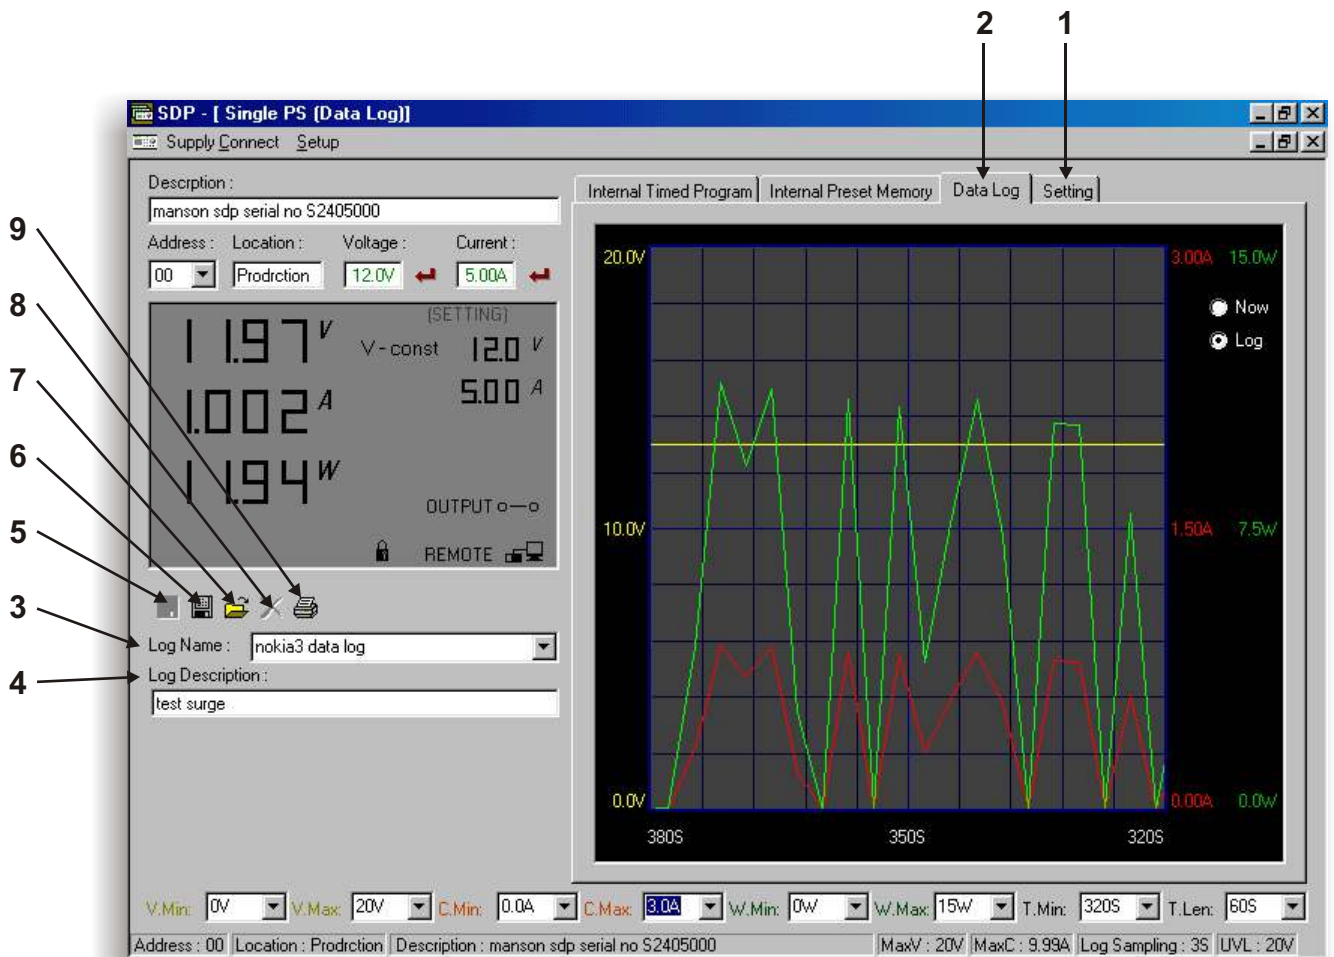 2 1
SDP - [ Single PS (Data Log)]
Supply Connect Setup
Descrption :
manson sdp serial no S2405000
Address : Location : Voltage : Current :
00 Prodrction 12.0V 5.00A
(SETTING)
11.97 V V-const 12.0 V
1.002 A 5.00 A
11.94 W
OUTPUT
REMOTE
9
8
7
6
5
3
4
Log Name : nokia3 data log
Log Description :
test surge
Internal Timed Program Internal Preset Memory Data Log Setting
20.0V 3.00A 15.0W
Now
Log
10.0V 1.50A 7.5W
0.0V 0.00A 0.0W
380S 350S 320S
V.Min: 0V V.Max: 20V C.Min: 0.0A C.Max: 3.0A W.Min: 0W W.Max: 15W T.Min: 320S T.Len: 60S
Address : 00 Location : Prodrction Description : manson sdp serial no S2405000 MaxV : 20V MaxC : 9.99A Log Sampling : 3S UVL : 20V